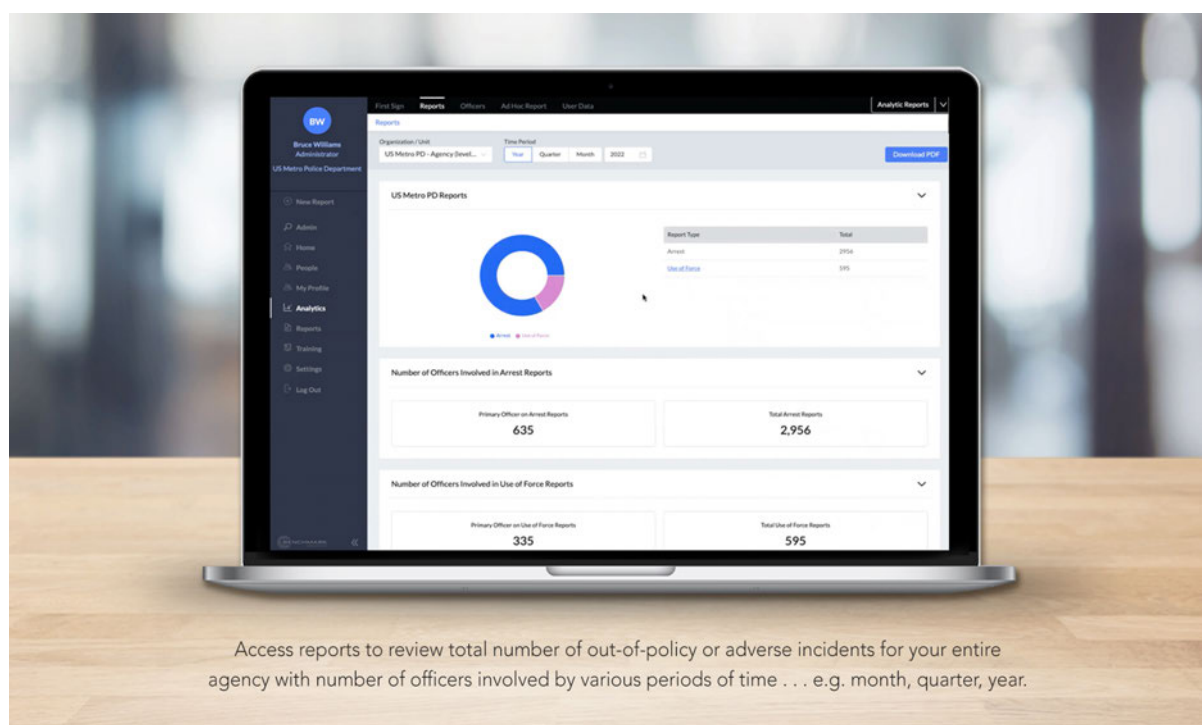 First Sign Reports Officers Ad Hoc Report User Data Analytic Reports
BW
Bruce Williams
Administrator
US Metro Police Department
New Report
Admin
Home
People
My Profile
Analytics
Reports
Training
Settings
Log Out
BENCHMARK
Reports
Organization / Unit Time Period
US Metro PD - Agency (level... Year Quarter Month 2022 Download PDF
US Metro PD Reports
Report Type Total
Arrest 2956
Use of Force 595
Arrest Use of Force
Number of Officers Involved in Arrest Reports
Primary Officer on Arrest Reports Total Arrest Reports
635 2,956
Number of Officers Involved in Use of Force Reports
Primary Officer on Use of Force Reports Total Use of Force Reports
335 595
Access reports to review total number of out-of-policy or adverse incidents for your entire
agency with number of officers involved by various periods of time . . . e.g. month, quarter, year.